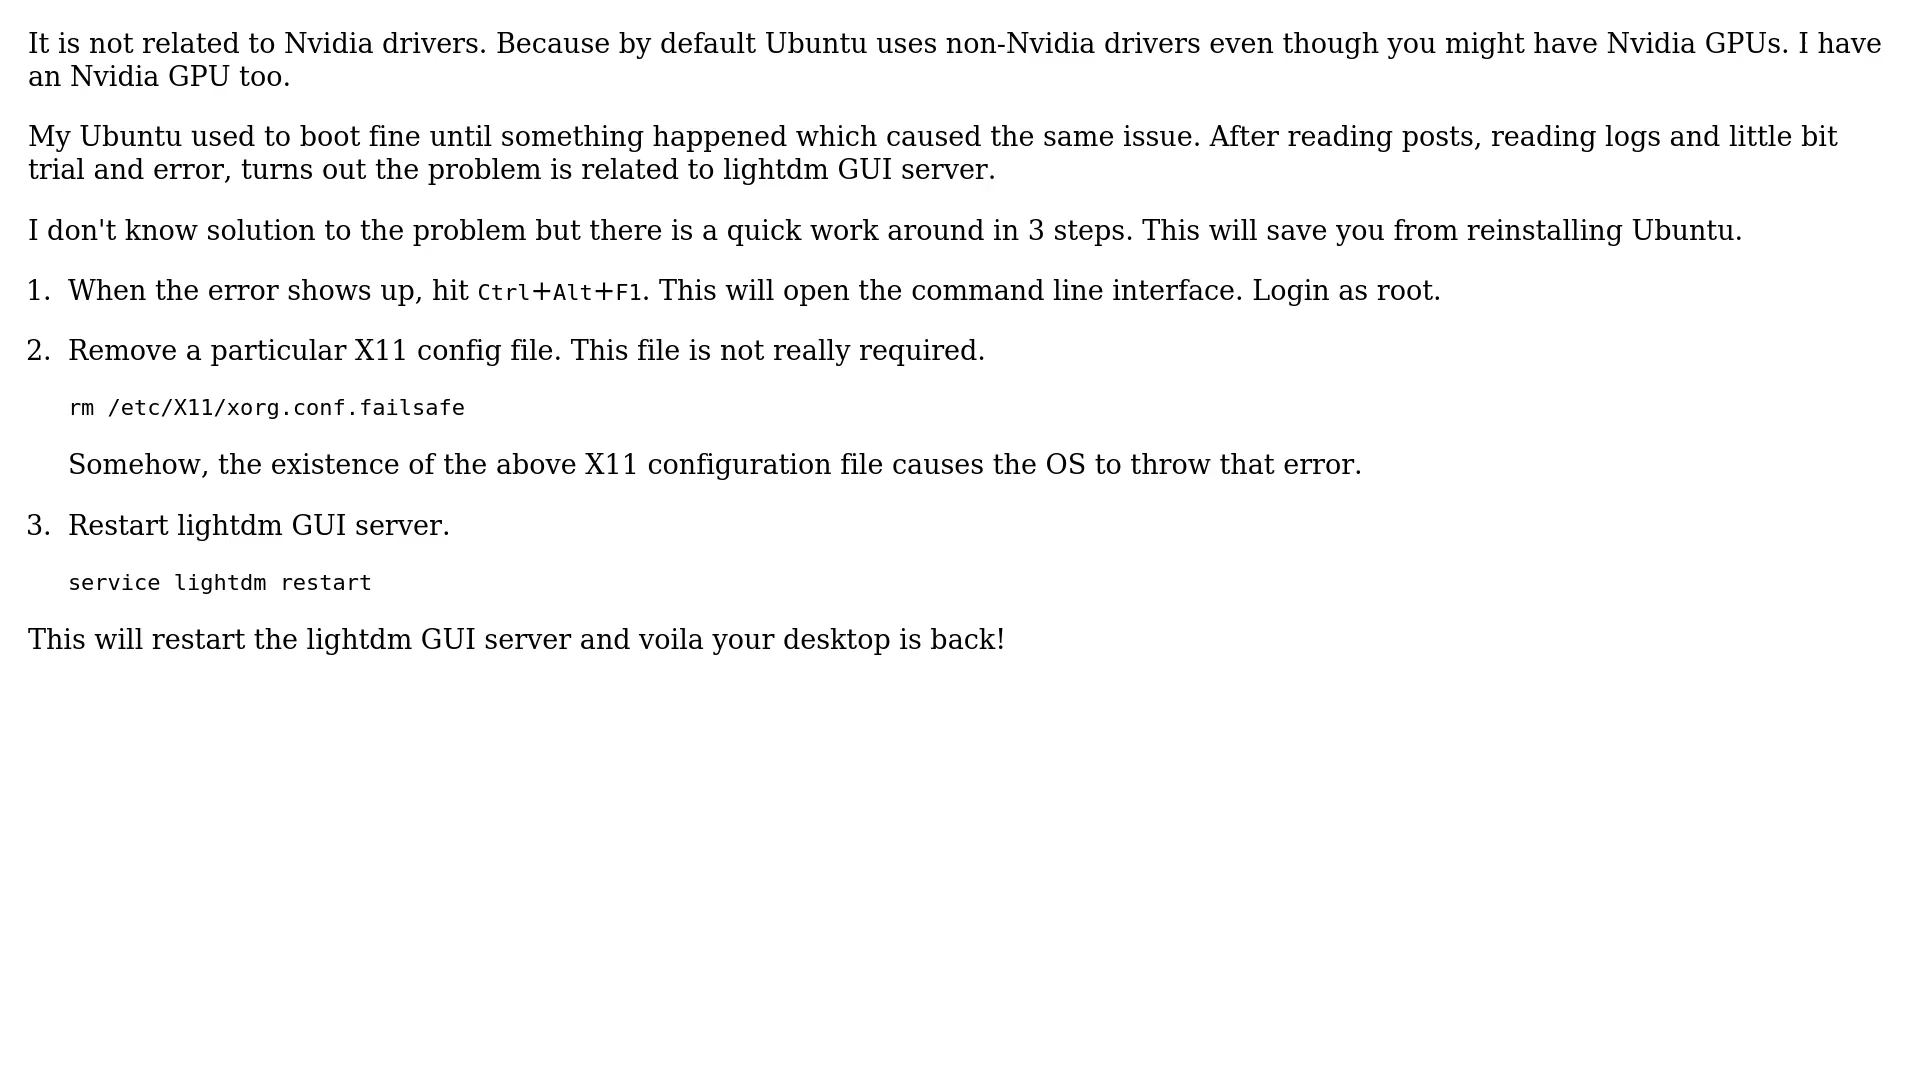 It is not related to Nvidia drivers. Because by default Ubuntu uses non-Nvidia drivers even though you might have Nvidia GPUs. I have
an Nvidia GPU too.
My Ubuntu used to boot fine until something happened which caused the same issue. After reading posts, reading logs and little bit
trial and error, turns out the problem is related to lightdm GUI server.
I don't know solution to the problem but there is a quick work around in 3 steps. This will save you from reinstalling Ubuntu.
1. When the error shows up, hit Ctrl+Alt+F1. This will open the command line interface. Login as root.
2. Remove a particular X11 config file. This file is not really required.
rm /etc/X11/xorg.conf.failsafe
Somehow, the existence of the above X11 configuration file causes the OS to throw that error.
3. Restart lightdm GUI server.
service lightdm restart
This will restart the lightdm GUI server and voila your desktop is back!